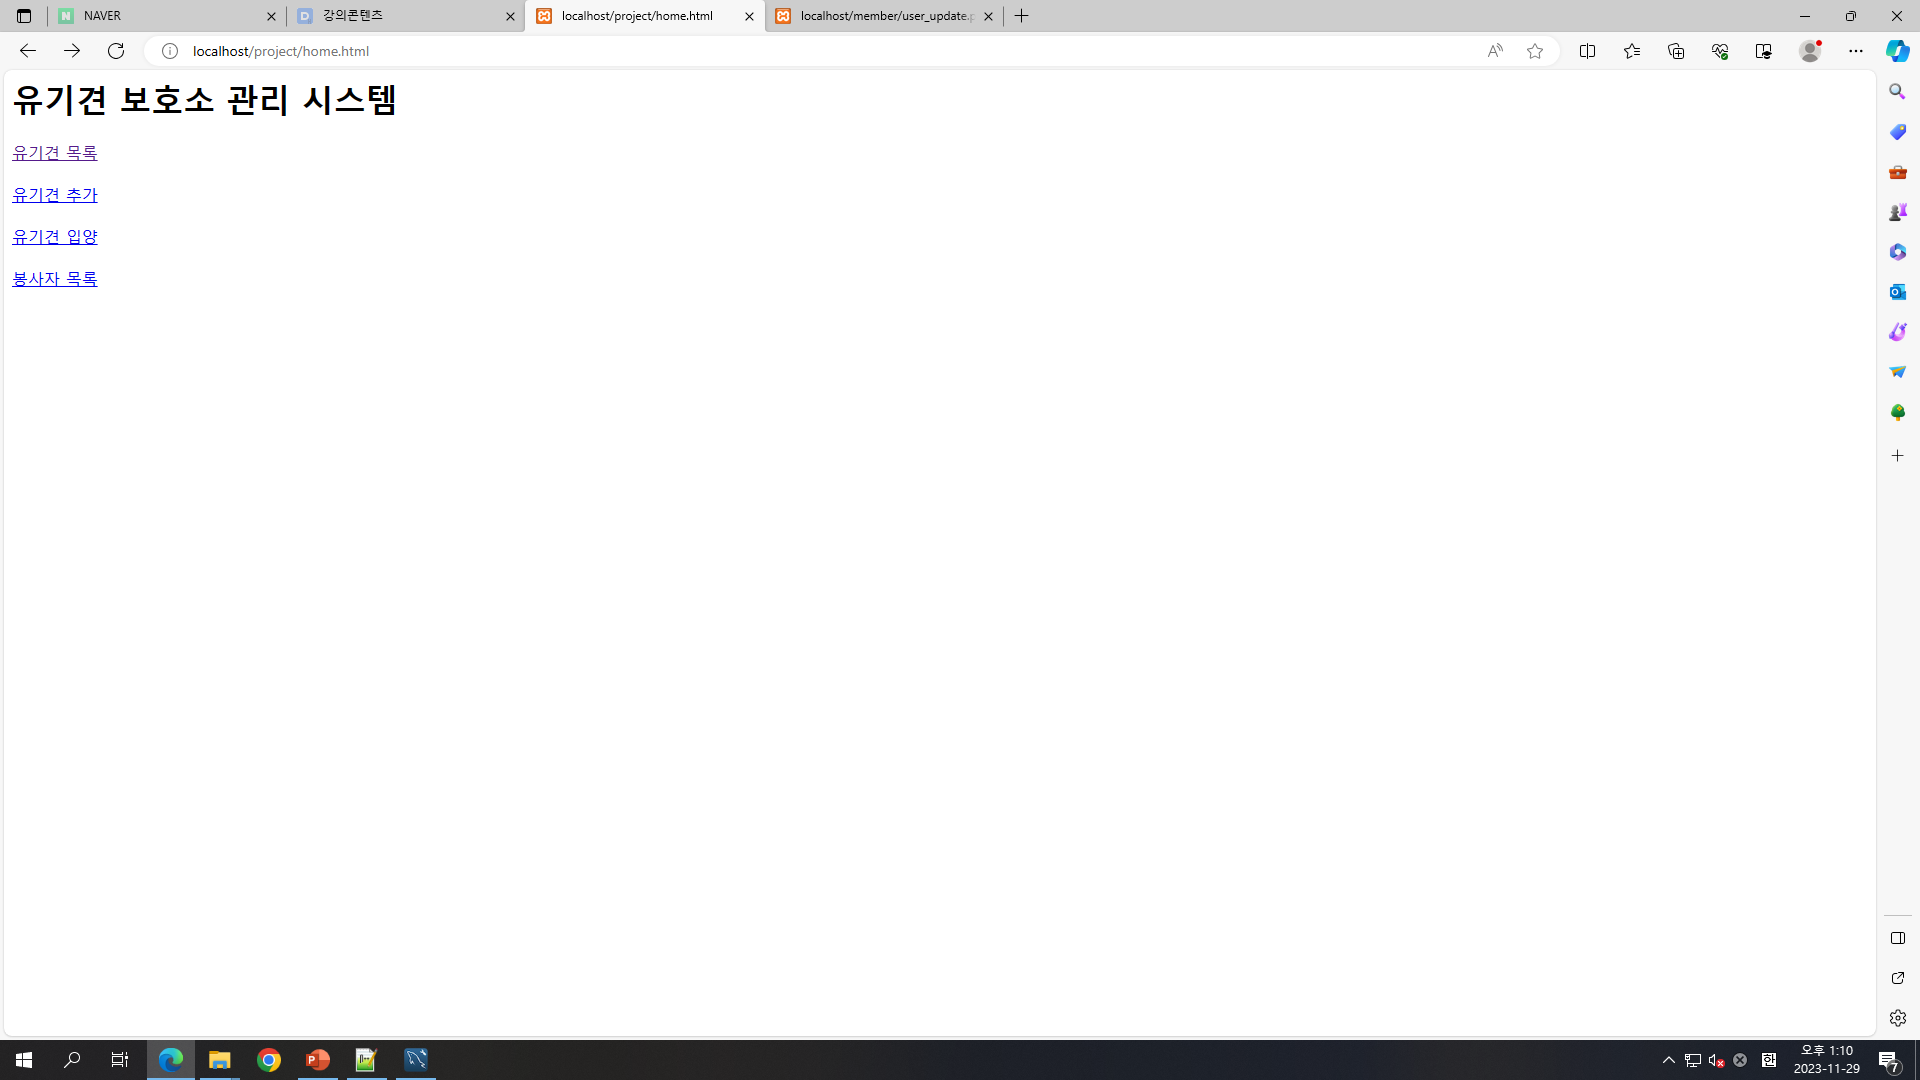 NAVER
강의콘텐츠
localhost/project/home.html
localhost/member/user_update.p
localhost/project/home.html
유기견 보호소 관리 시스템
유기견 목록
유기견 추가
유기견 입양
봉사자 목록
한
오후 1:10
2023-11-29
7